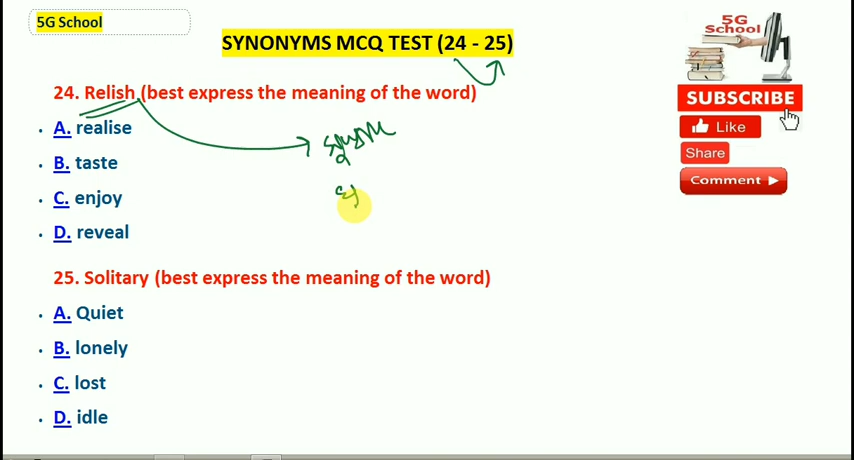 5G School
SYNONYMS MCQ TEST (24 - 25)
5G
School
SUBSCRIBE
Like
Share
Comment
24. Relish (best express the meaning of the word)
A. realise
B. taste
C. enjoy
D. reveal
25. Solitary (best express the meaning of the word)
A. Quiet
B. lonely
C. lost
D. idle